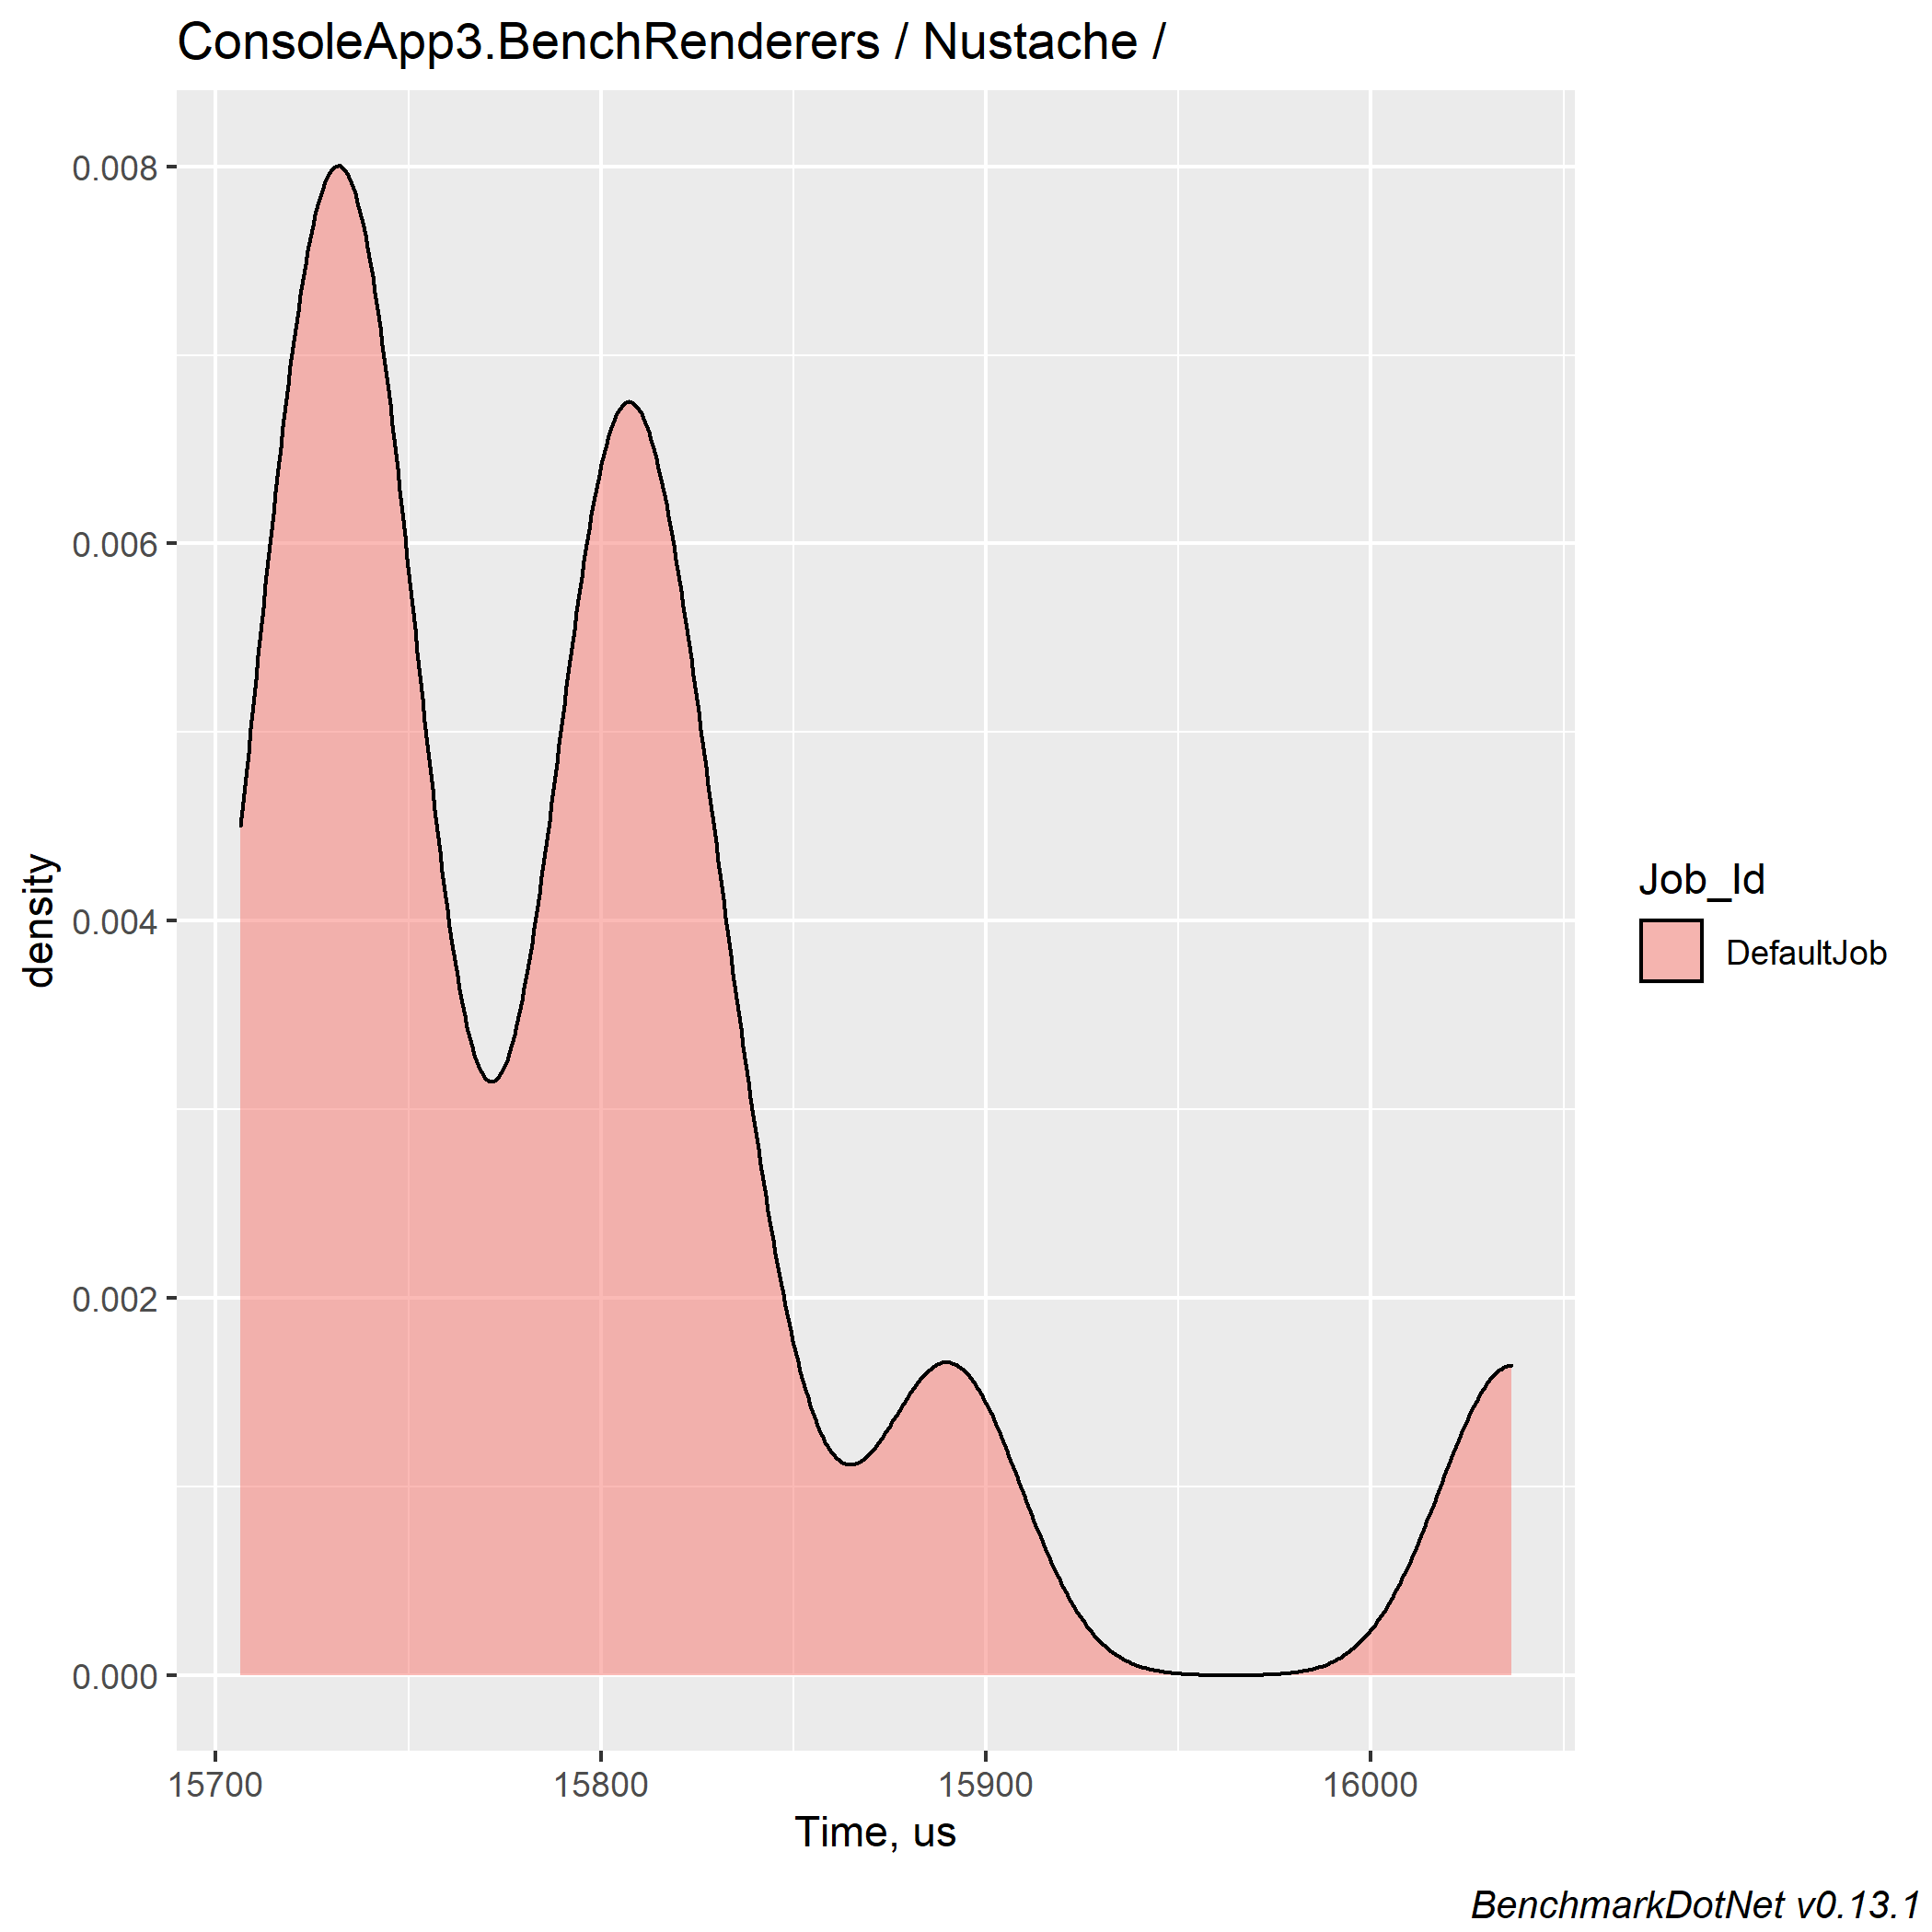 ConsoleApp3.BenchRenderers / Nustache /
0.008
0.006
0.004
0.002
0.000
density
15700 15800 15900 16000
Time, us
Job_Id
DefaultJob
BenchmarkDotNet v0.13.1